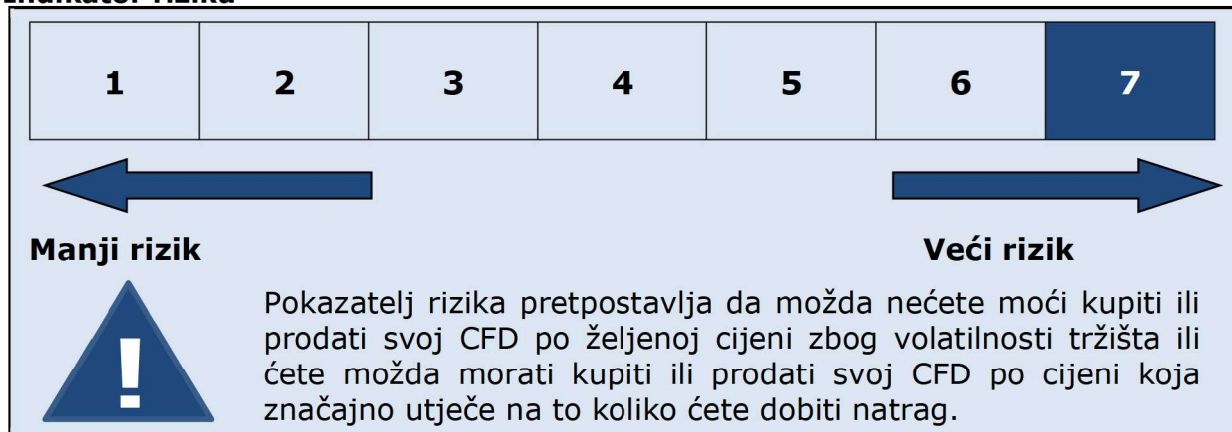 1 2 3 4 5 6 7
Manji rizik Veći rizik
!
Pokazatelj rizika pretpostavlja da možda nećete moći kupiti ili
prodati svoj CFD po željenoj cijeni zbog volatilnosti tržišta ili
ćete možda morati kupiti ili prodati svoj CFD po cijeni koja
značajno utječe na to koliko ćete dobiti natrag.